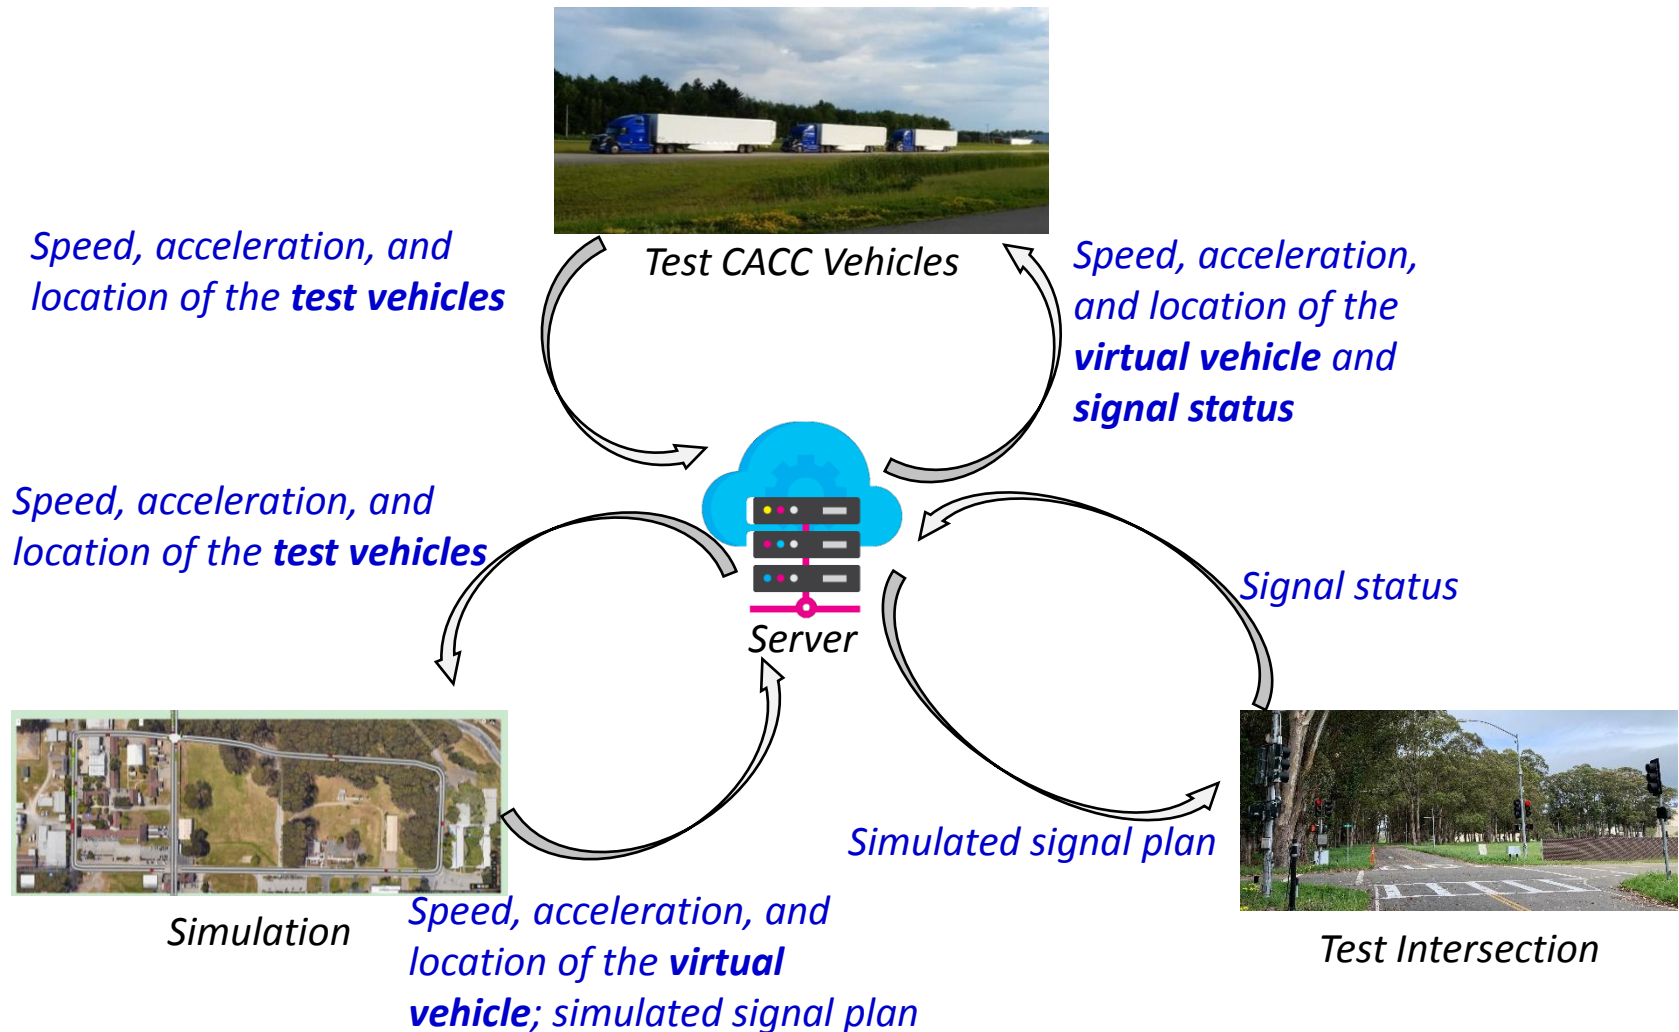 Speed, acceleration, and
location of the test vehicles
Test CACC Vehicles
Speed, acceleration,
and location of the
virtual vehicle and
signal status
Speed, acceleration, and
location of the test vehicles
Server
Signal status
Simulated signal plan
Simulation
Speed, acceleration, and
location of the virtual
vehicle; simulated signal plan
Test Intersection